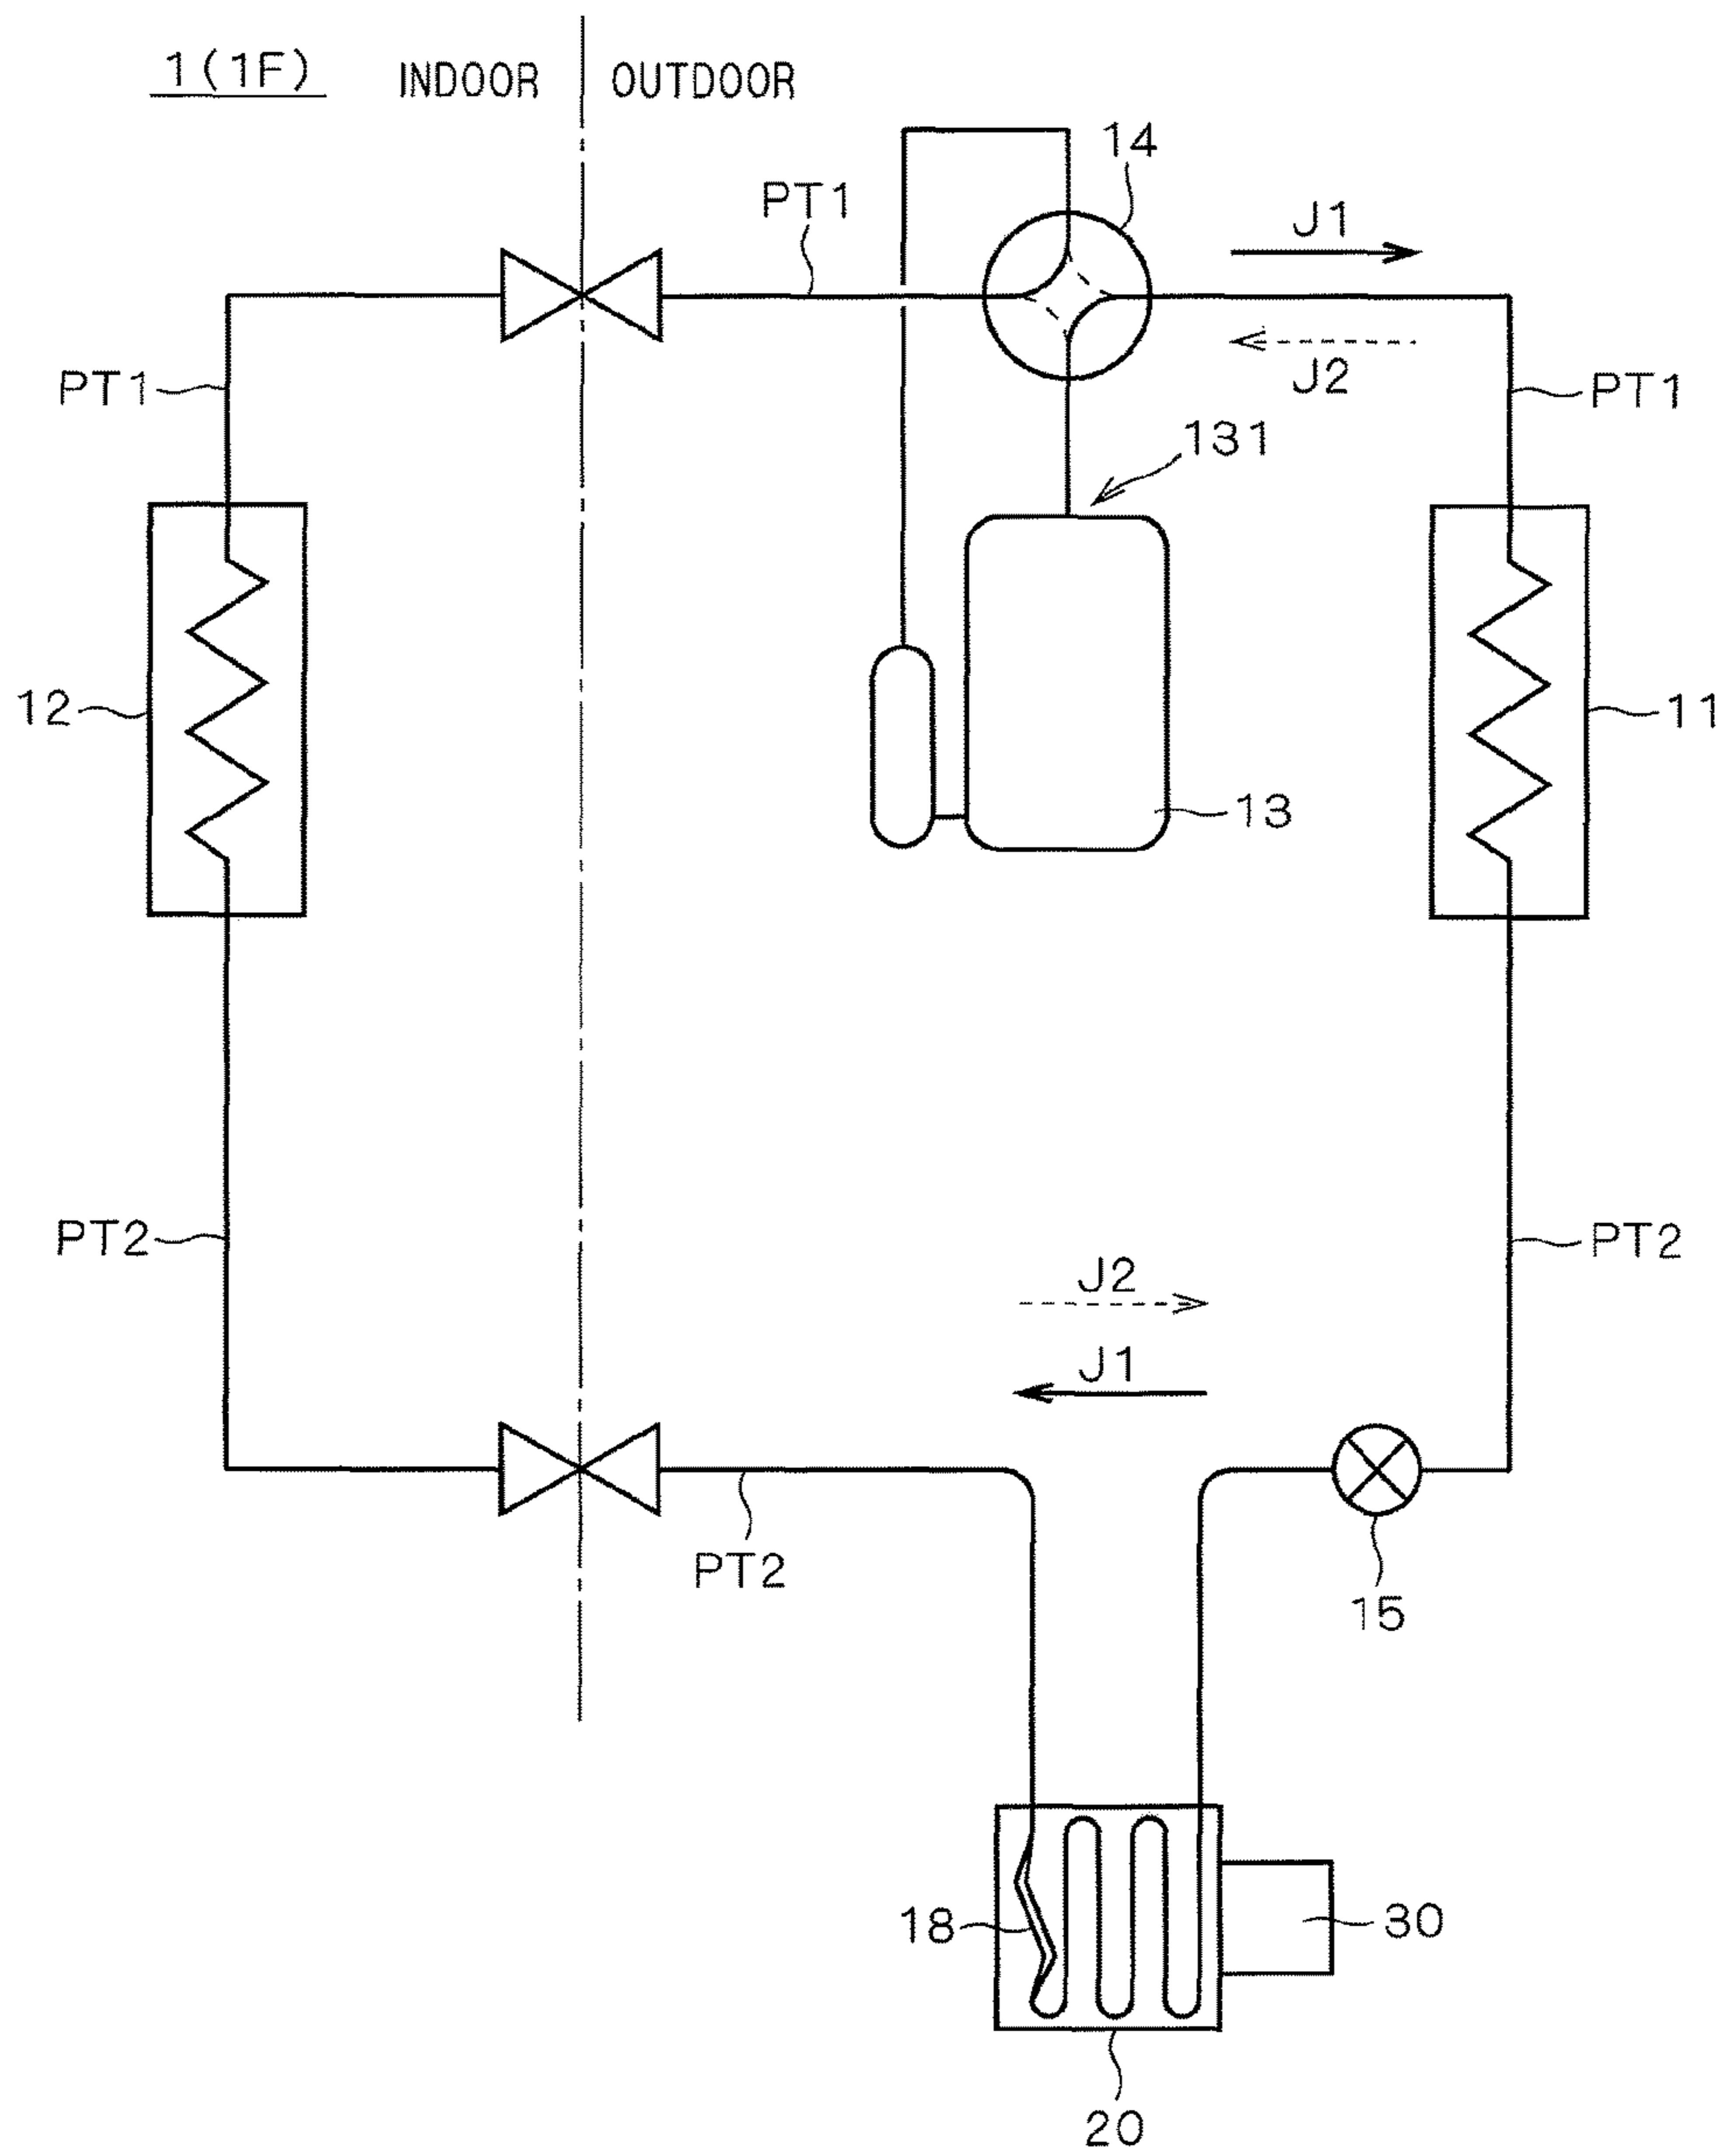 1(1F) INDOOR OUTDOOR
14
PT1
J1
J2
PT1
PT1
131
12
11
13
PT2
PT2
J2
J1
PT2
15
18
30
20